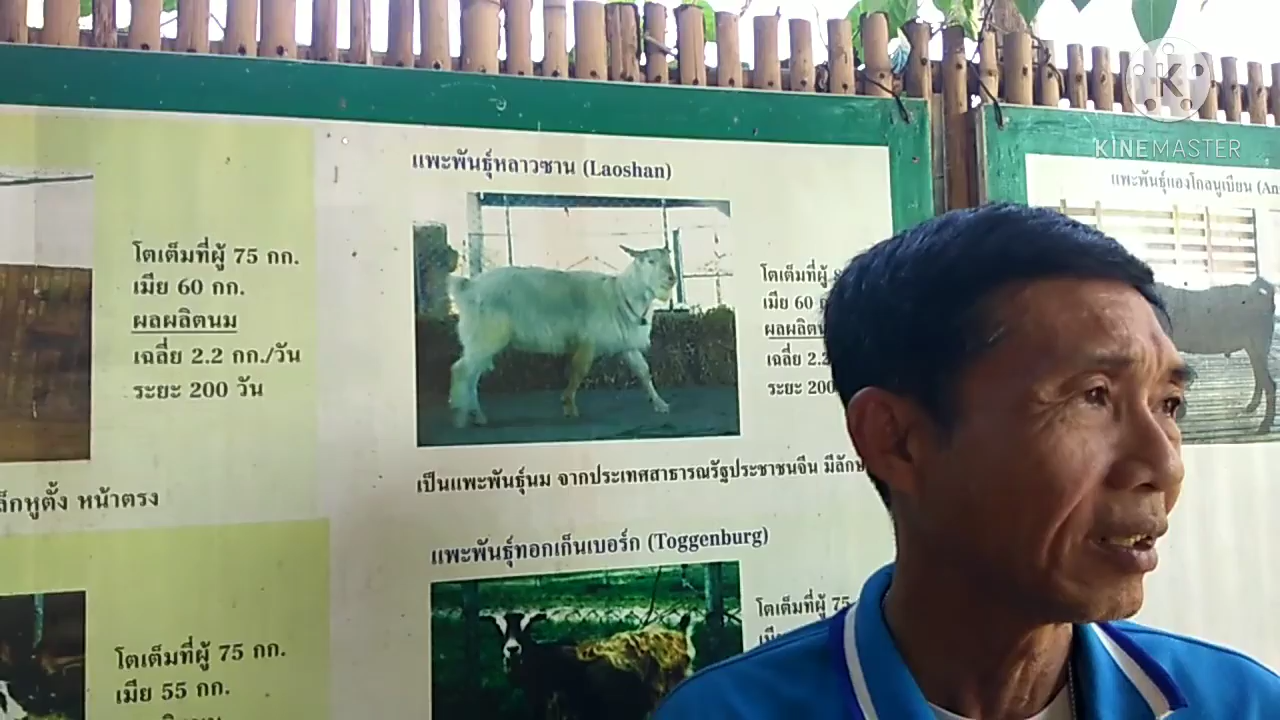 KINEMASTER
แพะพันธุ์หลาวซาน (Laoshan)
แพะพันธุ์แองโกลนูเบียน (An
โตเต็มที่ผู้ 75 กก.
เมีย 60 กก.
ผลผลิตนม
เฉลี่ย 2.2 กก./วัน
ระยะ 200 วัน
โตเต็มที่ผู้
เมีย 60
ผลผลิตน
เฉลี่ย 2.2
ระยะ 200
เป็นแพะพันธุ์นม จากประเทศสาธารณรัฐประชาชนจีน มีลักษ
ล็กหูตั้ง หน้าตรง
แพะพันธุ์ทอกเก็นเบอร์ก (Toggenburg)
โตเต็มที่ผู้ 75 กก.
เมีย 55 กก.
โตเต็มที่ผู้ 75